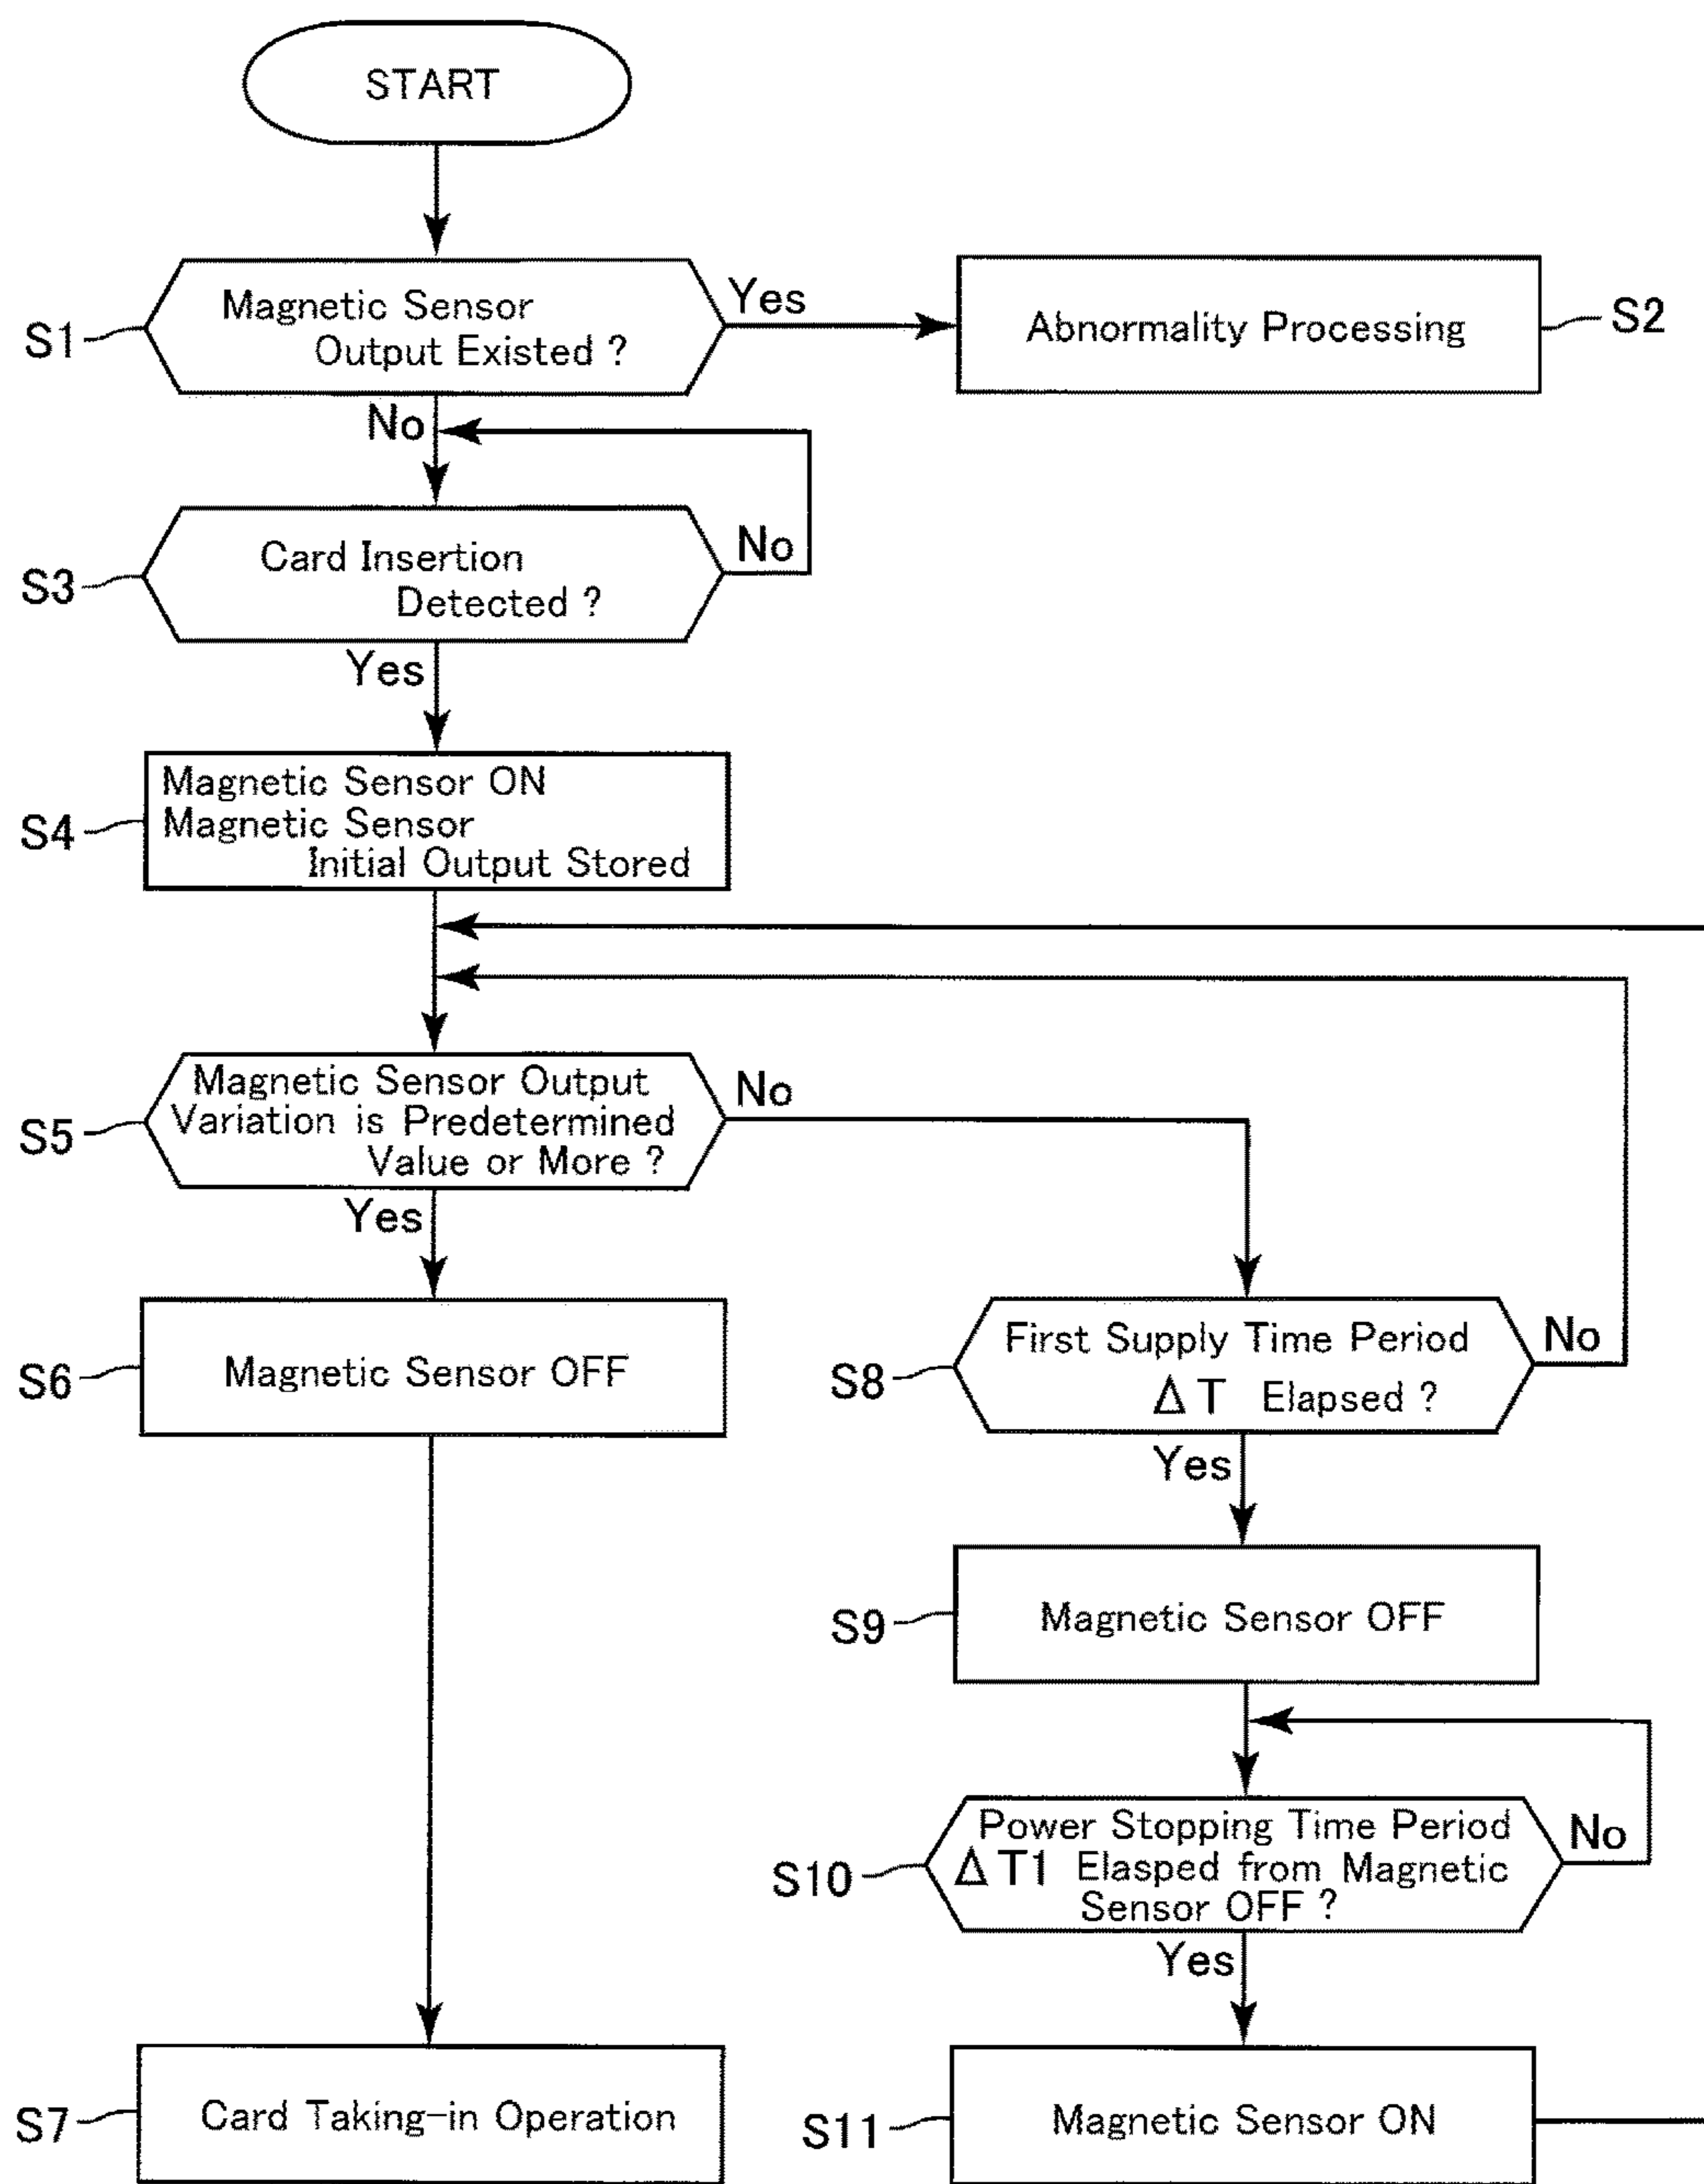 START
Magnetic Sensor
Output Existed ?
S1
Yes
Abnormality Processing
S2
No
Card Insertion
Detected ?
S3
No
Yes
Magnetic Sensor ON
Magnetic Sensor
Initial Output Stored
S4
Magnetic Sensor Output
Variation is Predetermined
Value or More ?
S5
No
Yes
Magnetic Sensor OFF
S6
First Supply Time Period
ΔT Elapsed ?
S8
No
Yes
Magnetic Sensor OFF
S9
Power Stopping Time Period
ΔT1 Elasped from Magnetic
Sensor OFF ?
S10
No
Yes
Card Taking-in Operation
S7
Magnetic Sensor ON
S11